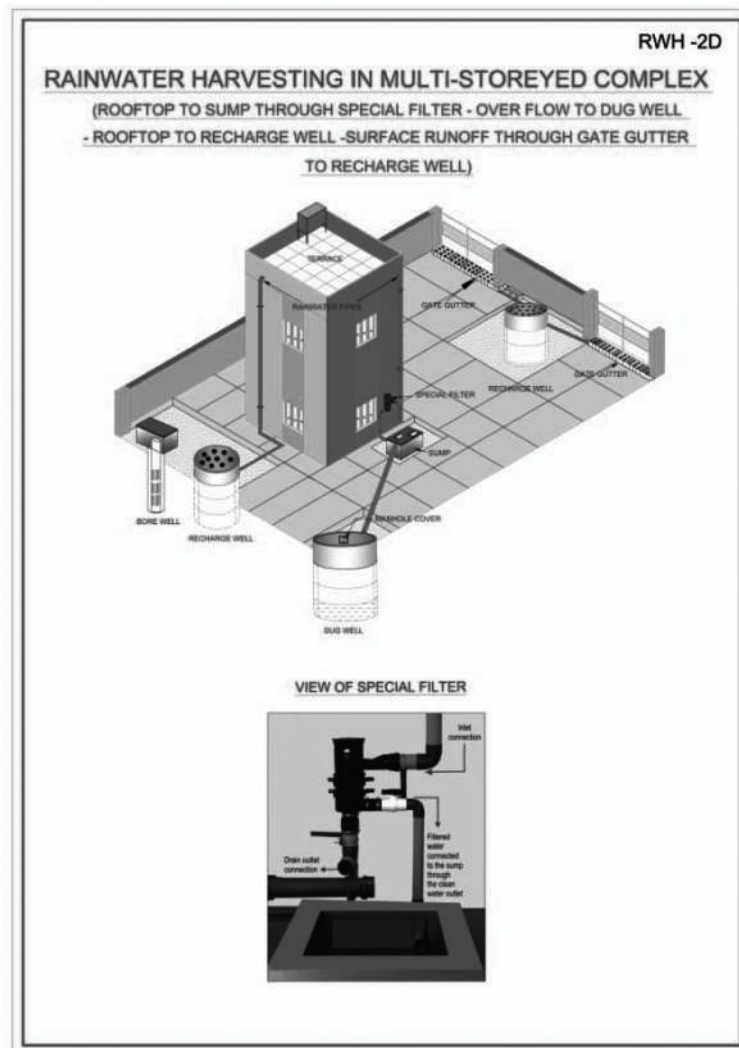 RWH -2D
RAINWATER HARVESTING IN MULTI-STOREYED COMPLEX
(ROOFTOP TO SUMP THROUGH SPECIAL FILTER - OVER FLOW TO DUG WELL
- ROOFTOP TO RECHARGE WELL -SURFACE RUNOFF THROUGH GATE GUTTER
TO RECHARGE WELL)
TERRACE
RAINWATER PIPES
GATE GUTTER
RECHARGE WELL
GATE GUTTER
SPECIAL FILTER
SUMP
BORE WELL
RECHARGE WELL
MANHOLE COVER
DUG WELL
VIEW OF SPECIAL FILTER
Inlet
connection
Drain outlet
connection
Filtered
water
connected
to the sump
through
the clean
water outlet